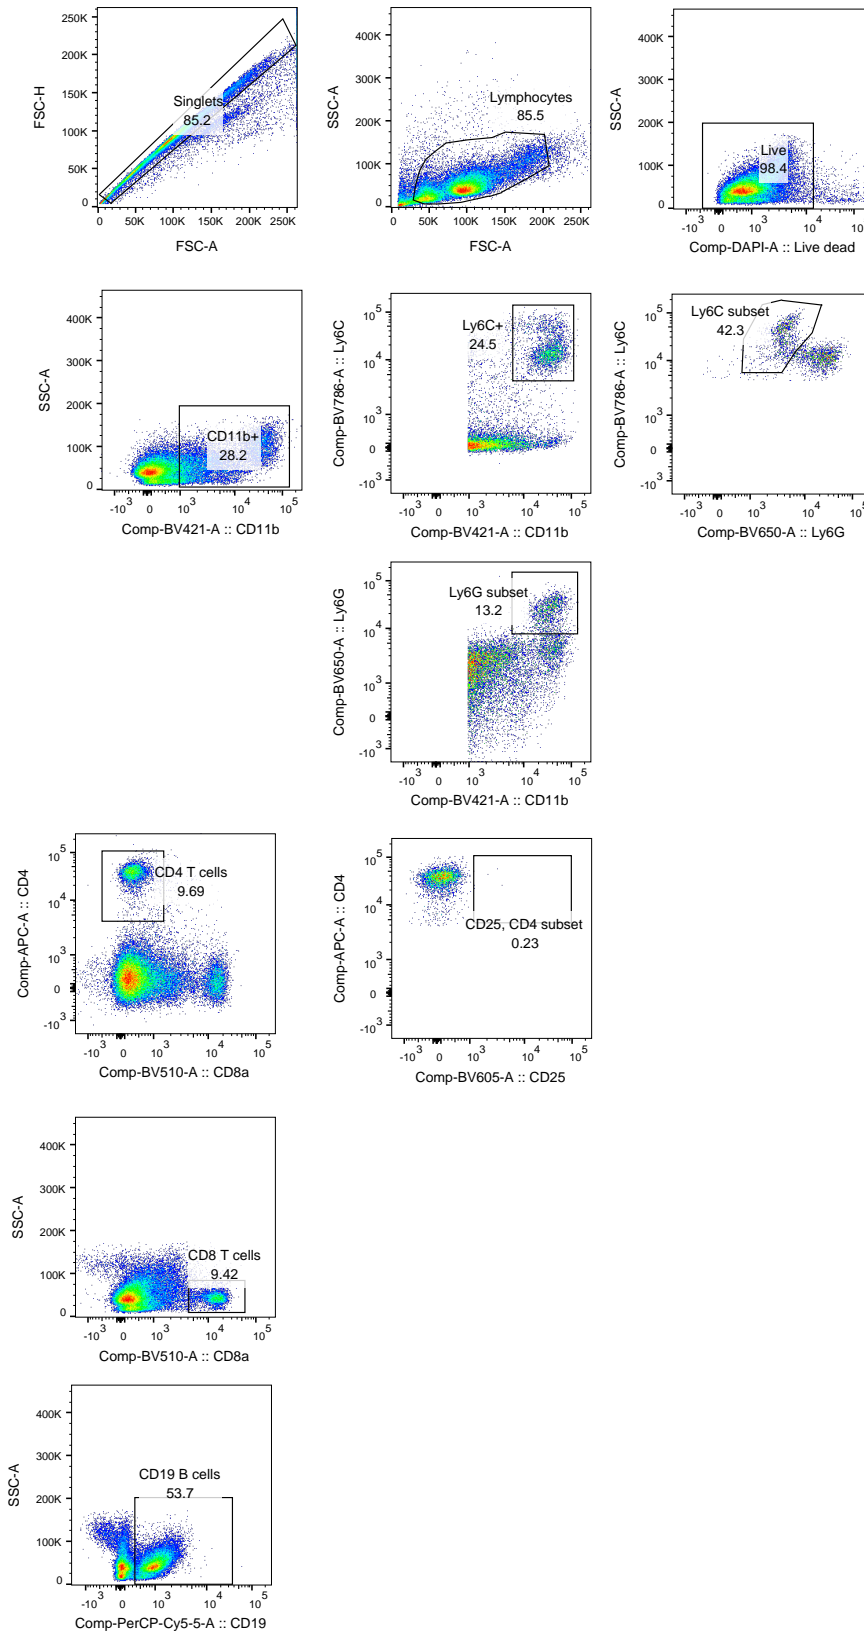 250K
200K
150K
100K
50K
0
FSC-H
Singlets
85.2
0 50K 100K 150K 200K 250K
FSC-A
400K
300K
200K
100K
0
SSC-A
Lymphocytes
85.5
0 50K 100K 150K 200K 250K
FSC-A
400K
300K
200K
100K
0
SSC-A
Live
98.4
-10 3 0 10 3 10 4 10
Comp-DAPI-A :: Live dead
400K
300K
200K
100K
0
SSC-A
CD11b+
28.2
-10 3 0 10 3 10 4 10 5
Comp-BV421-A :: CD11b
10 5
10 4
10 3
0
-10 3
Comp-BV786-A :: Ly6C
Ly6C+
24.5
-10 3 0 10 3 10 4 10 5
Comp-BV421-A :: CD11b
10 5
10 4
10 3
0
-10 3
Comp-BV786-A :: Ly6C
Ly6C subset
42.3
-10 3 0 10 3 10 4 10 5
Comp-BV650-A :: Ly6G
10 5
10 4
10 3
0
-10 3
Comp-BV650-A :: Ly6G
Ly6G subset
13.2
-10 3 0 10 3 10 4 10 5
Comp-BV421-A :: CD11b
10 5
10 4
10 3
0
-10 3
Comp-APC-A :: CD4
CD4 T cells
9.69
-10 3 0 10 3 10 4 10 5
Comp-BV510-A :: CD8a
10 5
10 4
10 3
0
-10 3
Comp-APC-A :: CD4
CD25, CD4 subset
0.23
-10 3 0 10 3 10 4 10 5
Comp-BV605-A :: CD25
400K
300K
200K
100K
0
SSC-A
CD8 T cells
9.42
-10 3 0 10 3 10 4 10 5
Comp-BV510-A :: CD8a
400K
300K
200K
100K
0
SSC-A
CD19 B cells
53.7
-10 3 0 10 3 10 4 10 5
Comp-PerCP-Cy5-5-A :: CD19